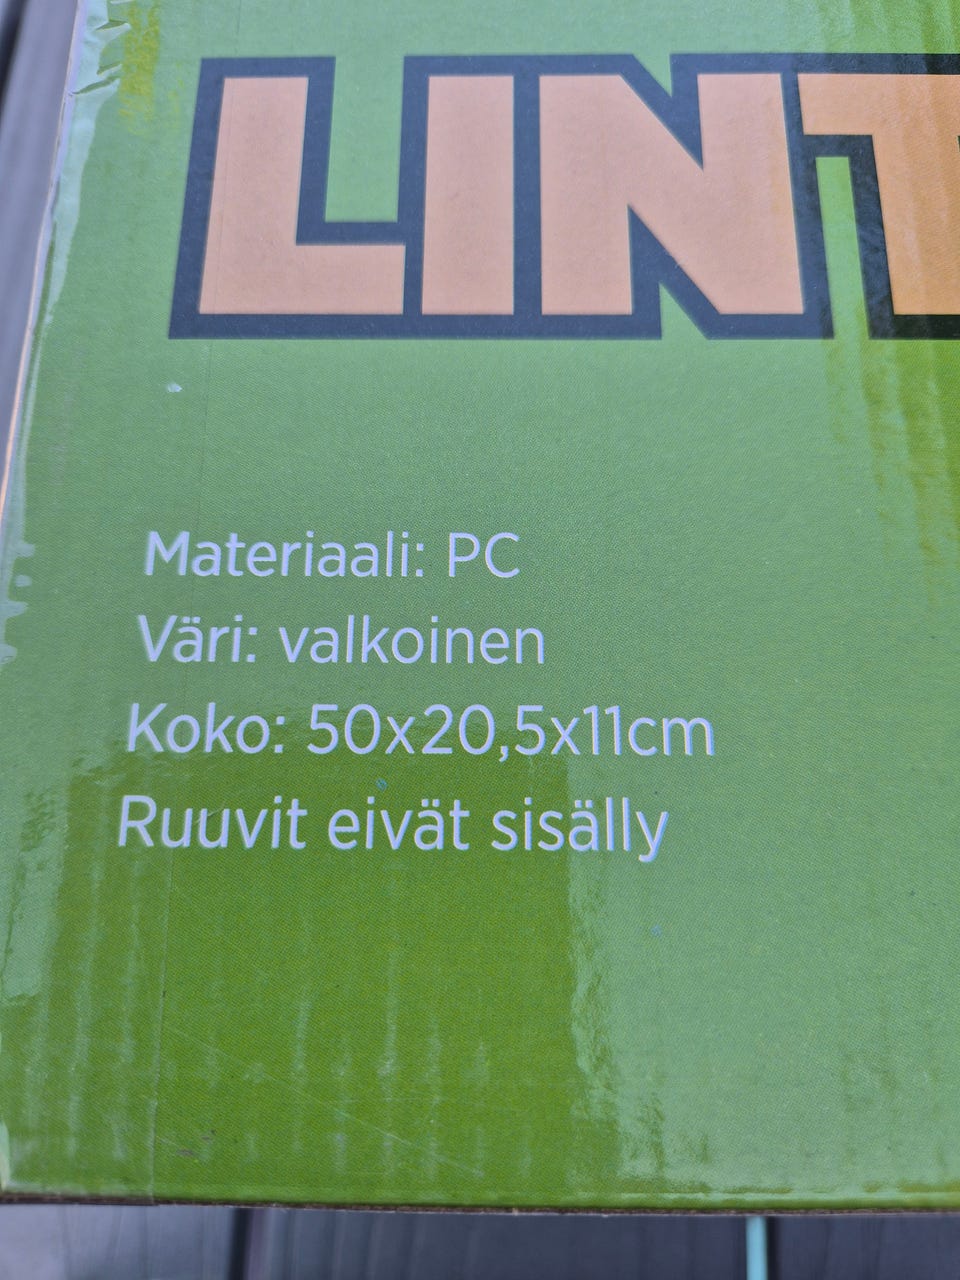 LINT
Materiaali: PC
Väri: valkoinen
Koko: 50x20,5x11cm
Ruuvit eivät sisälly